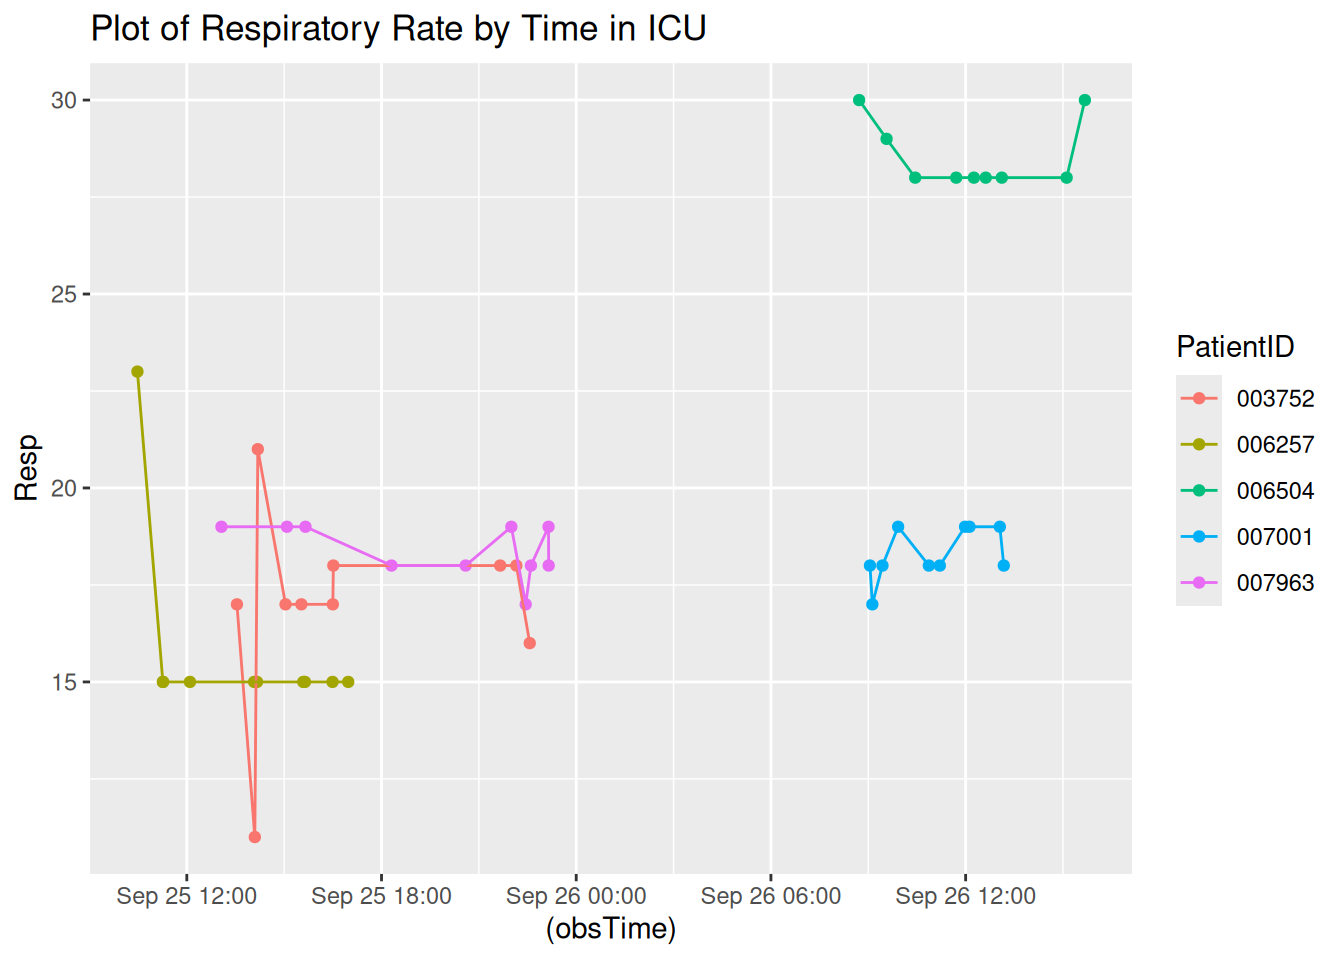 Plot of Respiratory Rate by Time in ICU
30
25
20
15
Resp
Sep 25 12:00 Sep 25 18:00 Sep 26 00:00 Sep 26 06:00 Sep 26 12:00
(obsTime)
PatientID
003752
006257
006504
007001
007963